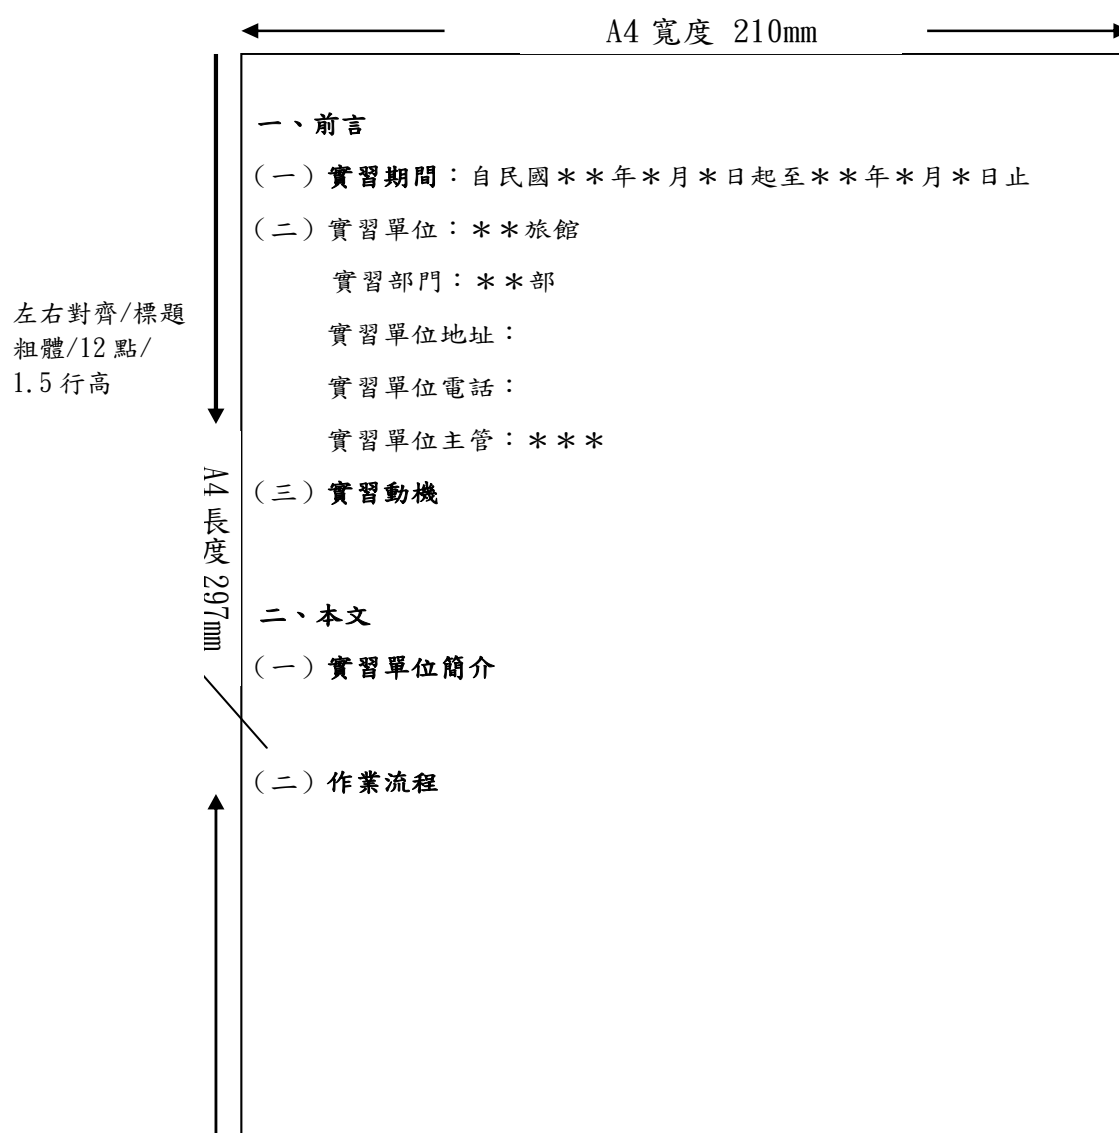 A4 寬度 210mm
一、前言
（一）實習期間：自民國＊＊年＊月＊日起至＊＊年＊月＊日止
（二）實習單位：＊＊旅館
實習部門：＊＊部
實習單位地址：
實習單位電話：
實習單位主管：＊＊＊
（三）實習動機
左右對齊/標題
粗體/12 點/
1.5 行高
A4 長度 297mm
二、本文
（一）實習單位簡介
（二）作業流程